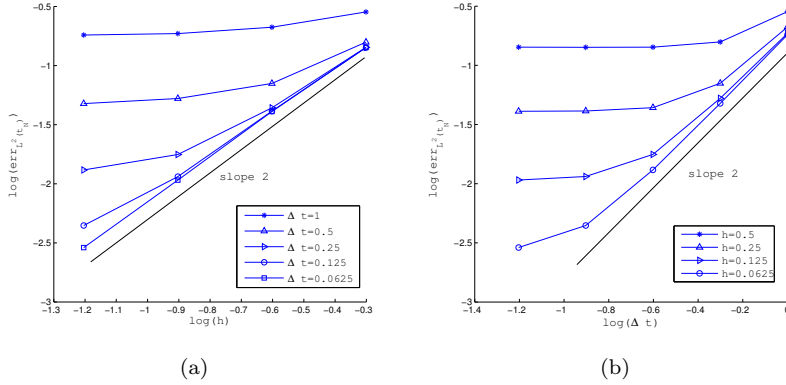 -0.5
-1
-1.5
-2
-2.5
-3
log(err_{L^2(t_N)})
-1.3
-1.2
-1.1
-1
-0.9
-0.8
-0.7
-0.6
-0.5
-0.4
-0.3
log(h)
slope 2
Δ t=1
Δ t=0.5
Δ t=0.25
Δ t=0.125
Δ t=0.0625
(a)
-0.5
-1
-1.5
-2
-2.5
-3
log(err_{L^2(t_N)})
-1.4
-1.2
-1
-0.8
-0.6
-0.4
-0.2
log(Δ t)
slope 2
h=0.5
h=0.25
h=0.125
h=0.0625
(b)